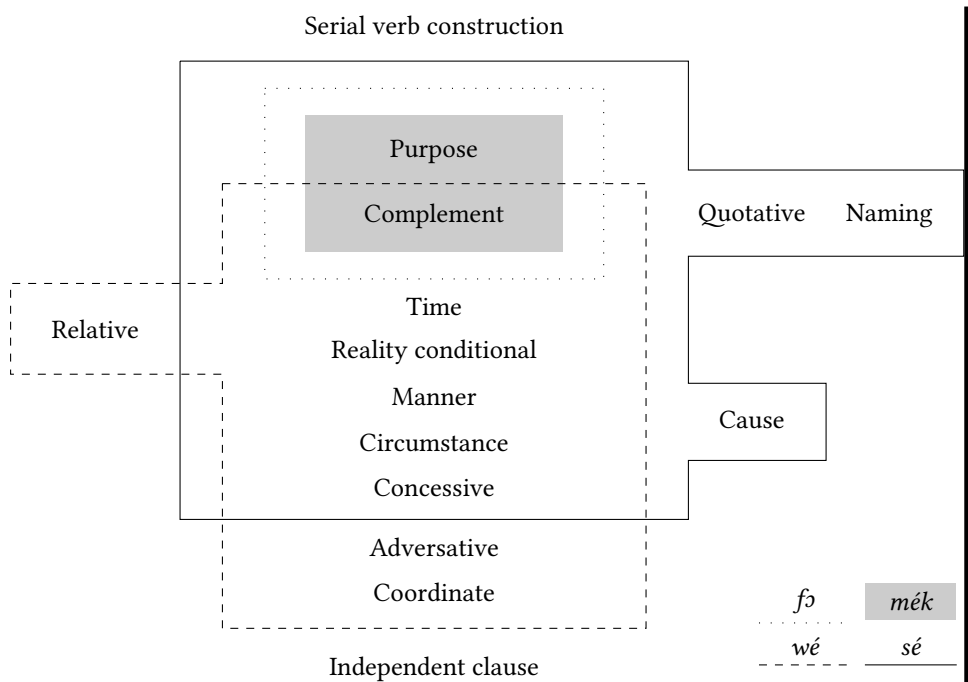 Serial verb construction
Purpose
Complement
Quotative Naming
Time
Relative
Reality conditional
Manner
Cause
Circumstance
Concessive
Adversative
Coordinate
fɔ mék
wé sé
Independent clause